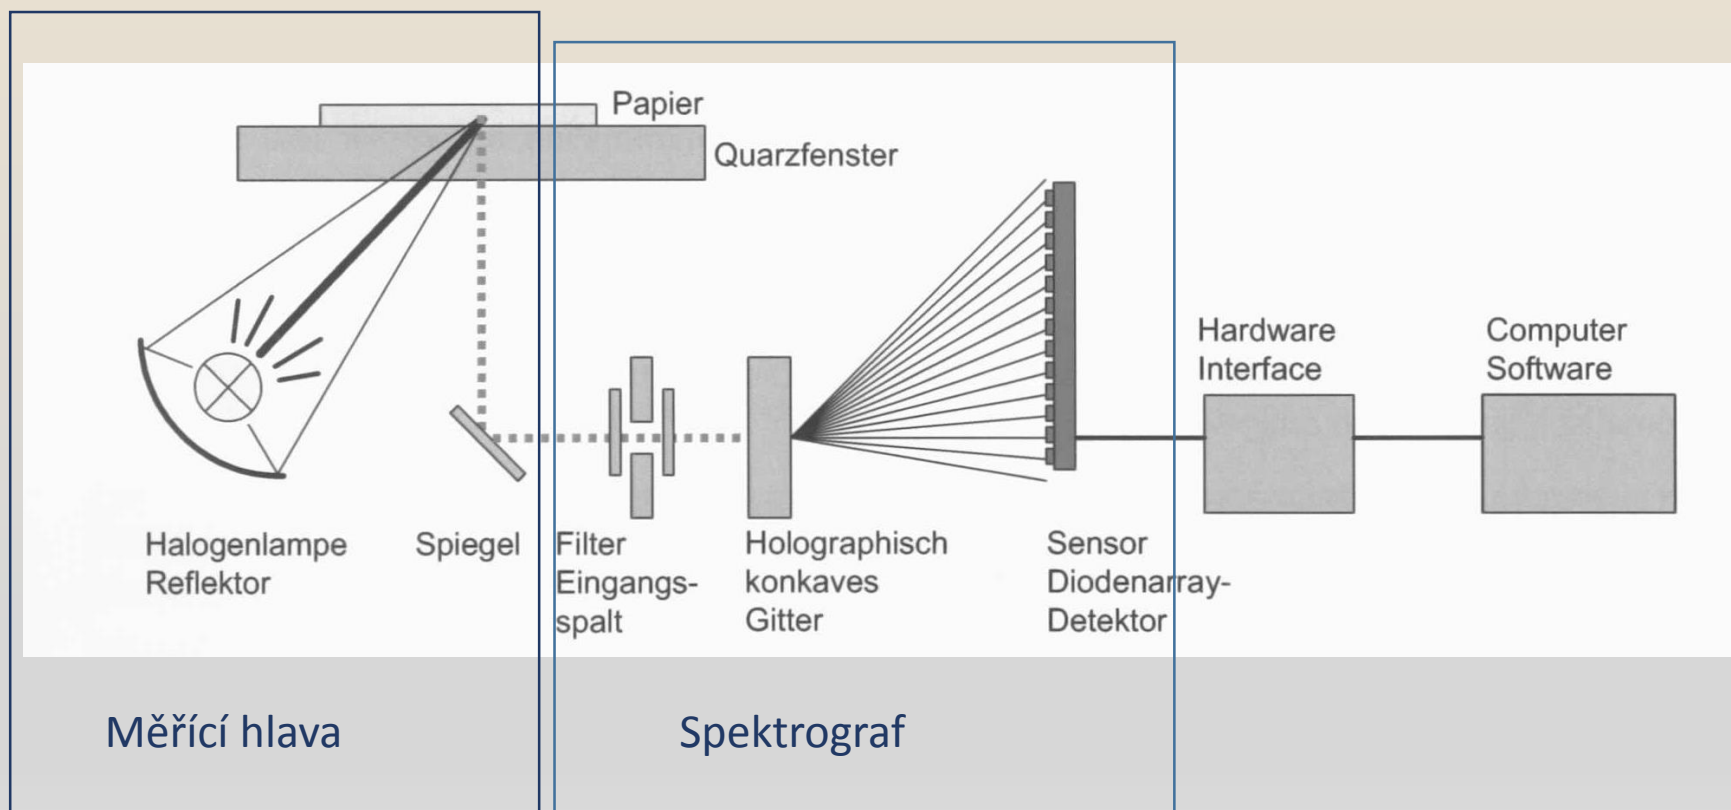 Papier
Quarzfenster
Hardware
Interface
Computer
Software
Halogenlampe
Reflektor
Spiegel
Filter
Eingangs-
spalt
Holographisch
konkaves
Gitter
Sensor
Diodenarray-
Detektor
Měřící hlava
Spektrograf